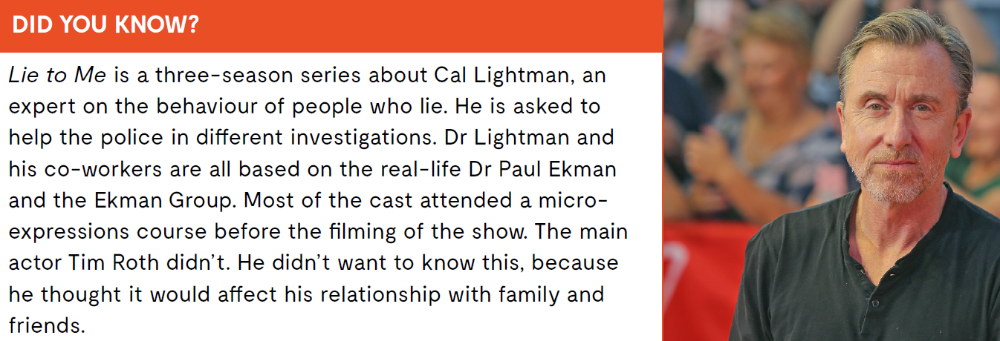 DID YOU KNOW?
Lie to Me is a three-season series about Cal Lightman, an
expert on the behaviour of people who lie. He is asked to
help the police in different investigations. Dr Lightman and
his co-workers are all based on the real-life Dr Paul Ekman
and the Ekman Group. Most of the cast attended a micro-
expressions course before the filming of the show. The main
actor Tim Roth didn't. He didn't want to know this, because
he thought it would affect his relationship with family and
friends.